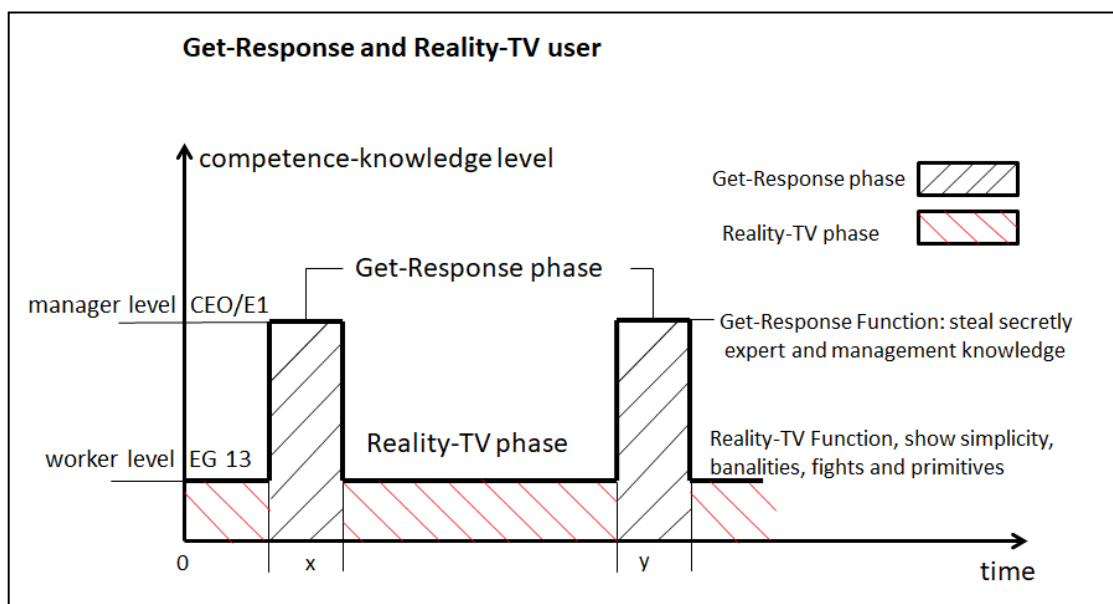 Get-Response and Reality-TV user
competence-knowledge level
Get-Response phase
Reality-TV phase
Get-Response phase
manager level CEO/E1
Get-Response Function: steal secretly
expert and management knowledge
Reality-TV phase
worker level EG 13
Reality-TV Function, show simplicity,
banalities, fights and primitives
0
x
y
time